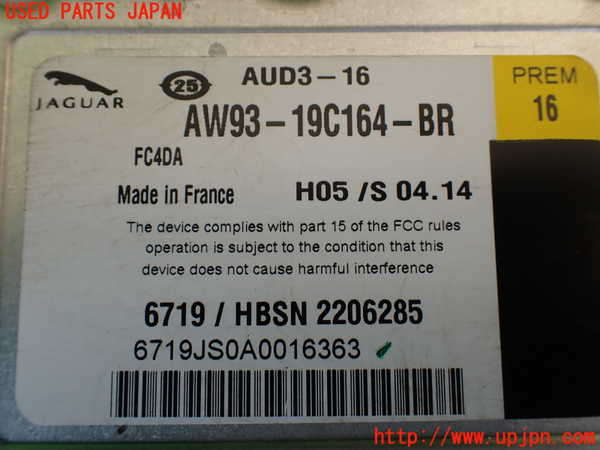 USED PARTS JAPAN
JAGUAR
25
AUD3-16
PREM
16
AW93-19C164-BR
FC4DA
Made in France
H05 /S 04.14
The device complies with part 15 of the FCC rules
operation is subject to the condition that this
device does not cause harmful interference
6719 / HBSN 2206285
6719JS0A0016363
http://www.upjpn.com/